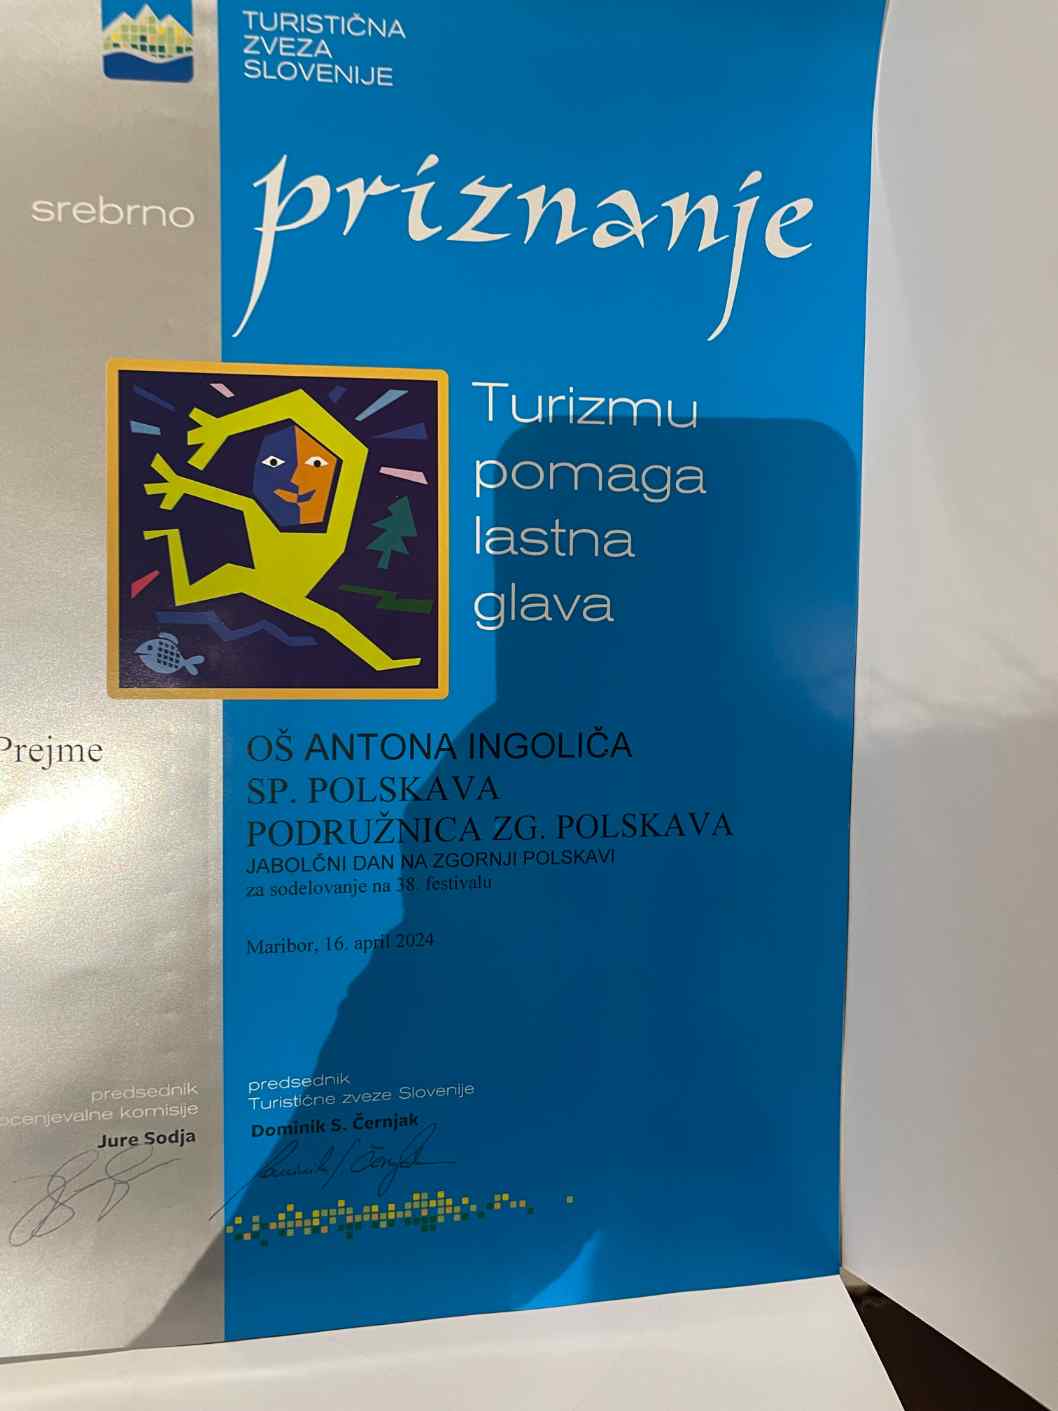 TURISTIČNA
ZVEZA
SLOVENIJE
srebrno
priznanje
Turizmu
pomaga
lastna
glava
Prejme
OŠ ANTONA INGOLIČA
SP. POLSKAVA
PODRUŽNICA ZG. POLSKAVA
JABOLČNI DAN NA ZGORNJI POLSKAVI
za sodelovanje na 38. festivalu
Maribor, 16. april 2024
predsednik
ocenjevalne komisije
Jure Sodja
predsednik
Turistične zveze Slovenije
Dominik S. Černjak